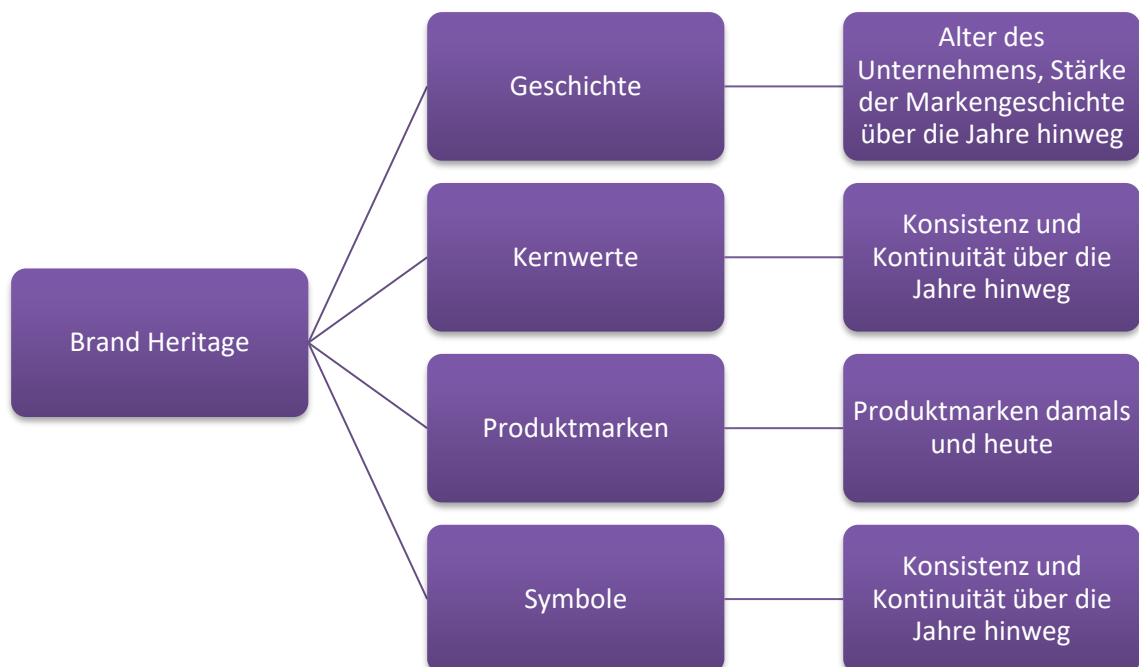 Brand Heritage
Geschichte
Alter des
Unternehmens, Stärke
der Markengeschichte
über die Jahre hinweg
Kernwerte
Konsistenz und
Kontinuität über die
Jahre hinweg
Produktmarken
Produktmarken damals
und heute
Symbole
Konsistenz und
Kontinuität über die
Jahre hinweg